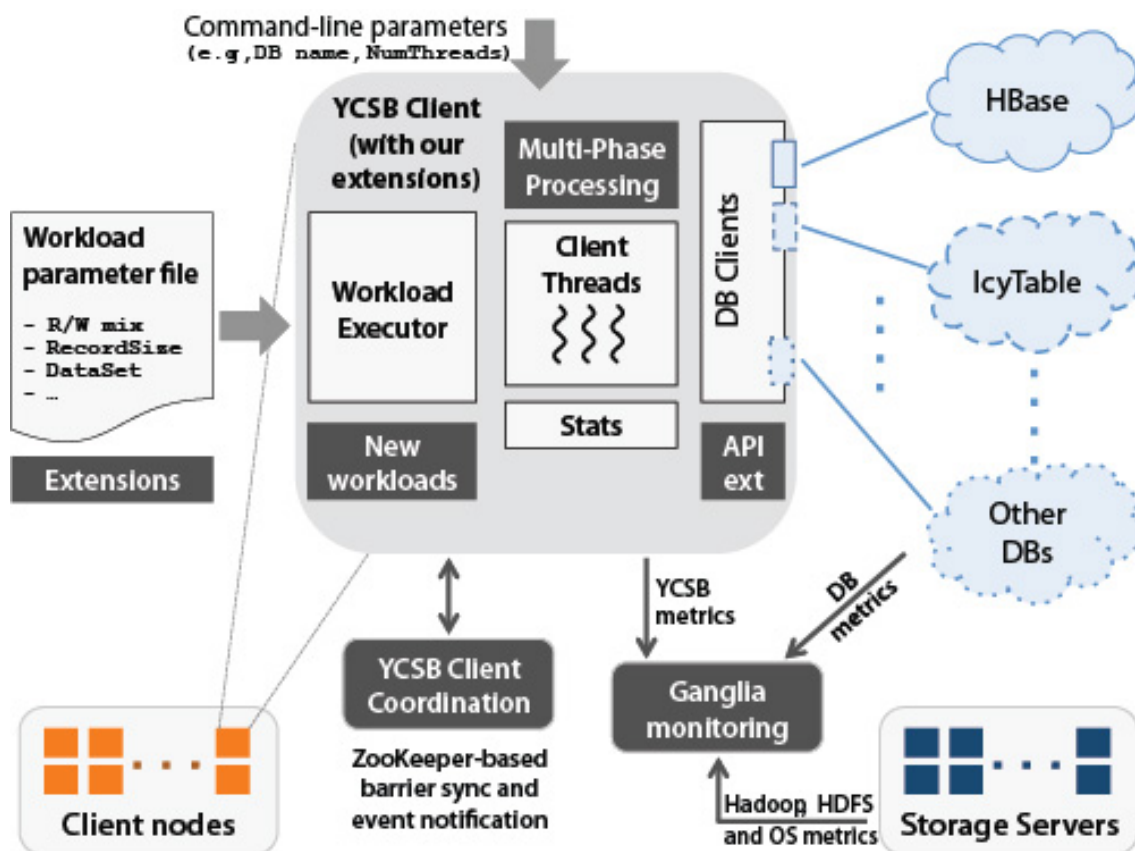 Command-line parameters
(e.g,DB name,NumThreads)
YCSB Client
(with our
extensions)
Multi-Phase
Processing
DB Clients
HBase
Workload
parameter file
- R/W mix
- RecordSize
- DataSet
- …
Workload
Executor
Client
Threads
IcyTable
Stats
Extensions
New
workloads
API
ext
Other
DBs
YCSB
metrics
DB
metrics
YCSB Client
Coordination
Ganglia
monitoring
ZooKeeper-based
barrier sync and
event notification
Hadoop, HDFS
and OS metrics
Client nodes
Storage Servers